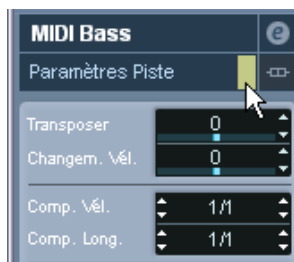 MIDI Bass
e
Paramètres Piste
Transposer 0
Changem. Vél. 0
Comp. Vél. 1/1
Comp. Long. 1/1